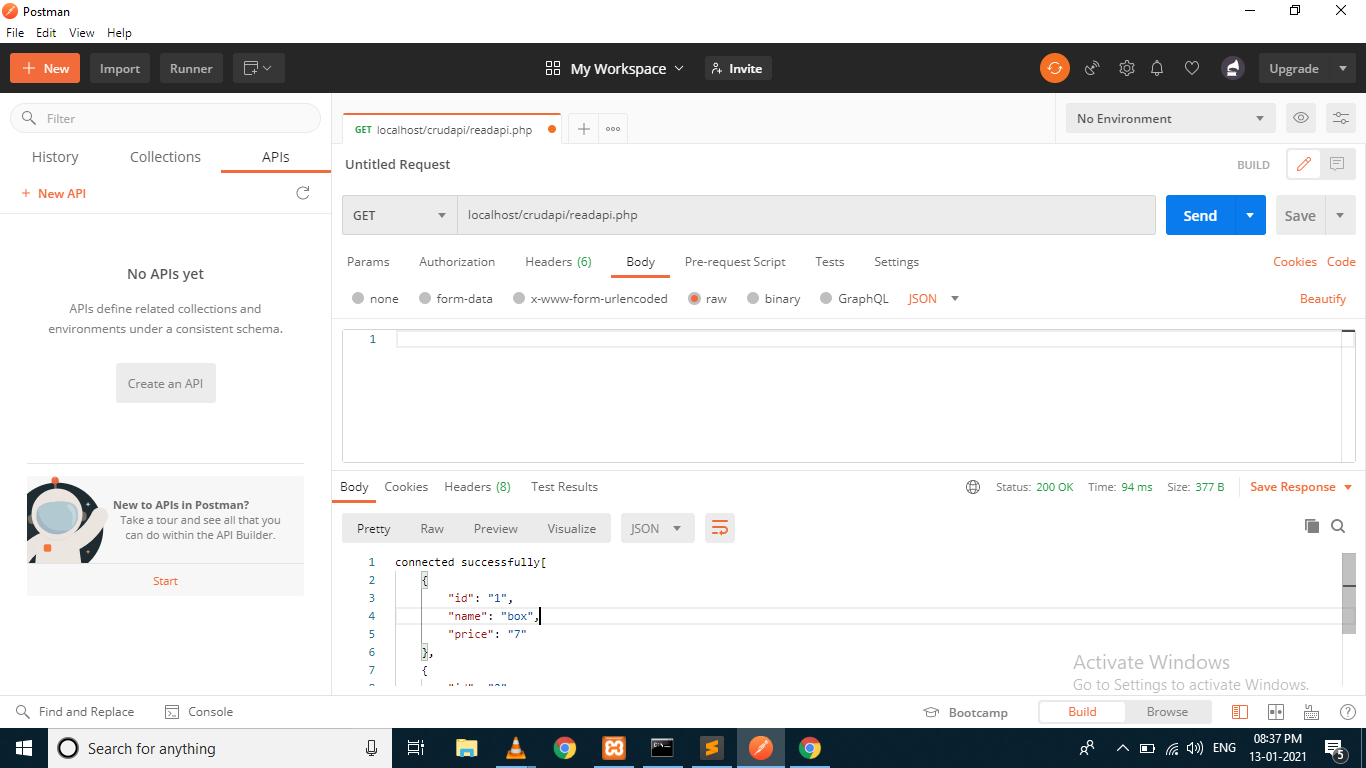 Postman
File Edit View Help
New Import Runner My Workspace Invite Upgrade
Filter
History Collections APIs
+ New API
No APIs yet
APIs define related collections and
environments under a consistent schema.
Create an API
New to APIs in Postman?
Take a tour and see all that you
can do within the API Builder.
Start
GET localhost/crudapi/readapi.php
No Environment
Untitled Request
BUILD
GET localhost/crudapi/readapi.php Send Save
Params Authorization Headers (6) Body Pre-request Script Tests Settings Cookies Code
none form-data x-www-form-urlencoded raw binary GraphQL JSON Beautify
1
Body Cookies Headers (8) Test Results Status: 200 OK Time: 94 ms Size: 377 B Save Response
Pretty Raw Preview Visualize JSON
1 connected successfully[
2 {
3 "id": "1",
4 "name": "box",
5 "price": "7"
6 },
7 {
Activate Windows
Go to Settings to activate Windows.
Find and Replace Console Bootcamp Build Browse
Search for anything
ENG
08:37 PM
13-01-2021
5